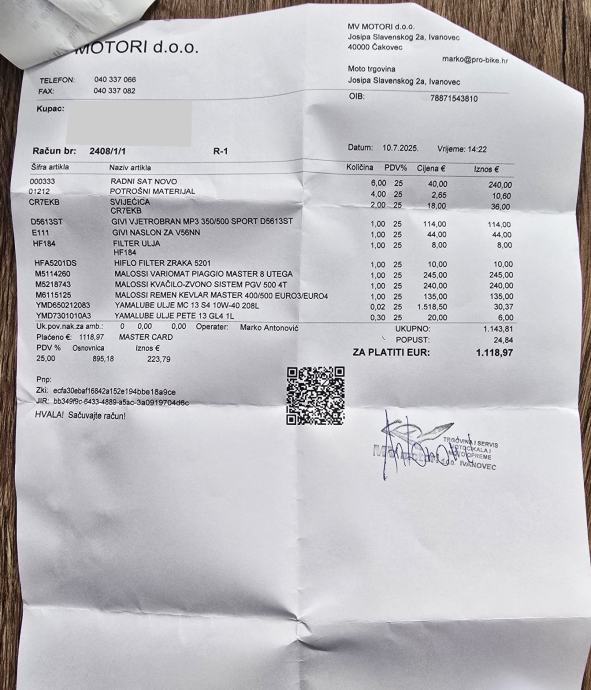 MOTORI d.o.o.
MV MOTORI d.o.o.
Josipa Slavenskog 2a, Ivanovec
40000 Čakovec
marko@pro-bike.hr
Moto trgovina
Josipa Slavenskog 2a, Ivanovec
TELEFON: 040 337 066
FAX: 040 337 082
OIB: 78871543810
Kupac:
Račun br: 2408/1/1 R-1 Datum: 10.7.2025. Vrijeme: 14:22
Šifra artikla Naziv artikla Količina PDV% Cijena € Iznos €
000333 RADNI SAT NOVO 6,00 25 40,00 240,00
01212 POTROŠNI MATERIJAL 4,00 25 2,65 10,60
CR7EKB SVIJEĆICA 2,00 25 18,00 36,00
CR7EKB
D5613ST GIVI VJETROBRAN MP3 350/500 SPORT D5613ST 1,00 25 114,00 114,00
E111 GIVI NASLON ZA V56NN 1,00 25 44,00 44,00
HF184 FILTER ULJA 1,00 25 8,00 8,00
HF184
HFA5201DS HIFLO FILTER ZRAKA 5201 1,00 25 10,00 10,00
M5114260 MALOSSI VARIOMAT PIAGGIO MASTER 8 UTEGA 1,00 25 245,00 245,00
M5218743 MALOSSI KVAČILO-ZVONO SISTEM PGV 500 4T 1,00 25 240,00 240,00
M6115125 MALOSSI REMEN KEVLAR MASTER 400/500 EURO3/EURO4 1,00 25 135,00 135,00
YMD650212083 YAMALUBE ULJE MC 13 S4 10W-40 208L 0,02 25 1.518,50 30,37
YMD7301010A3 YAMALUBE ULJE PETE 13 GL4 1L 0,30 25 20,00 6,00
Uk.pov.nak.za amb.: 0 0,00 0,00 Operater: Marko Antonović UKUPNO: 1.143,81
Plaćeno €: 1118,97 MASTER CARD POPUST: 24,84
PDV % Osnovica Iznos € ZA PLATITI EUR: 1.118,97
25,00 895,18 223,79
Pnp:
Zki: ecfa30ebaf16642a152e194bbe18a9ce
JIR: bb349f9c-6433-4889-a5ac-3a0919704d6c
HVALA! Sačuvajte račun!
TRGOVINA I SERVIS
MOTOCIKALA I
MOTO OPREME
IVANOVEC